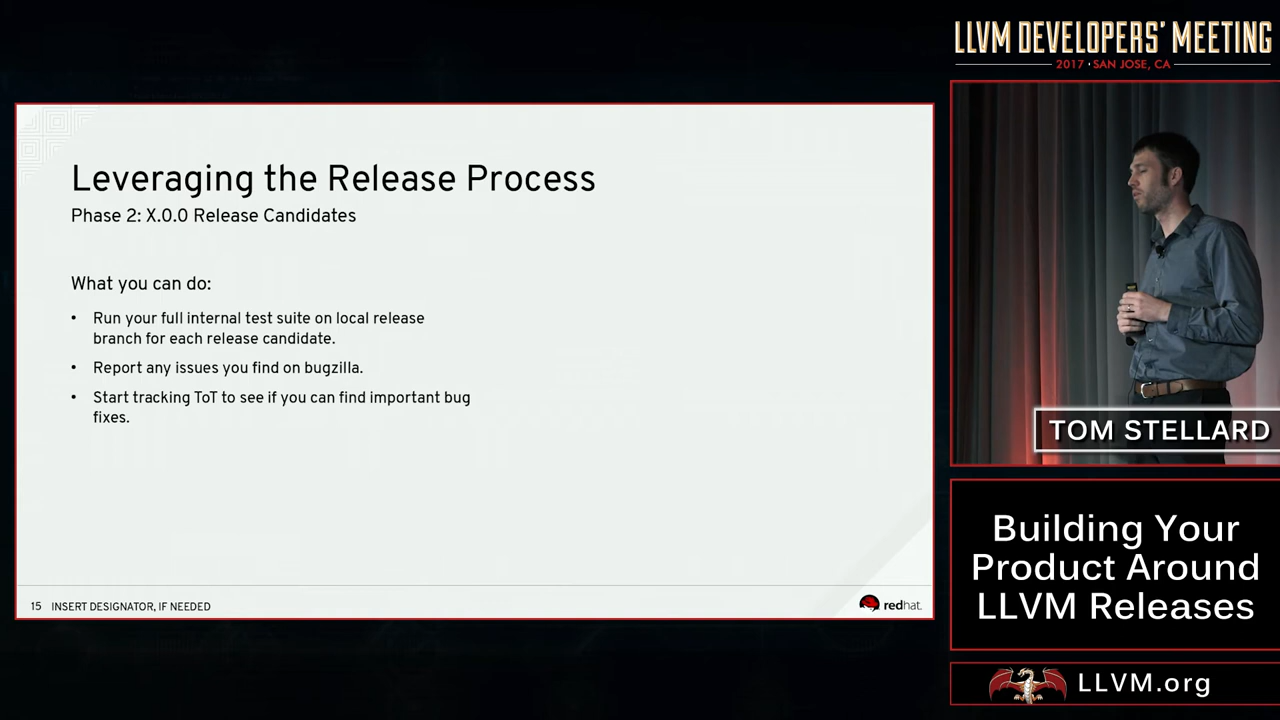 LLVM DEVELOPERS' MEETING
2017 · SAN JOSE, CA
Leveraging the Release Process
Phase 2: X.0.0 Release Candidates
What you can do:
• Run your full internal test suite on local release
branch for each release candidate.
• Report any issues you find on bugzilla.
• Start tracking ToT to see if you can find important bug
fixes.
15 INSERT DESIGNATOR, IF NEEDED
redhat.
TOM STELLARD
Building Your
Product Around
LLVM Releases
LLVM.org